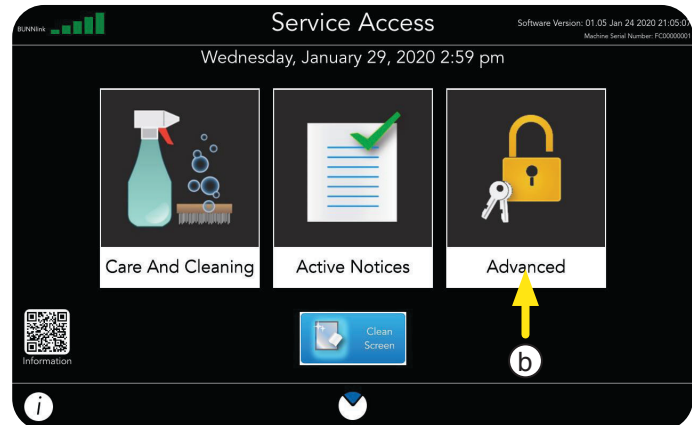 BUNNlink
Service Access
Software Version: 01.05 Jan 24 2020 21:05:07
Machine Serial Number: FC00000001
Wednesday, January 29, 2020 2:59 pm
Care And Cleaning
Active Notices
Advanced
Clean
Screen
Information
b
i